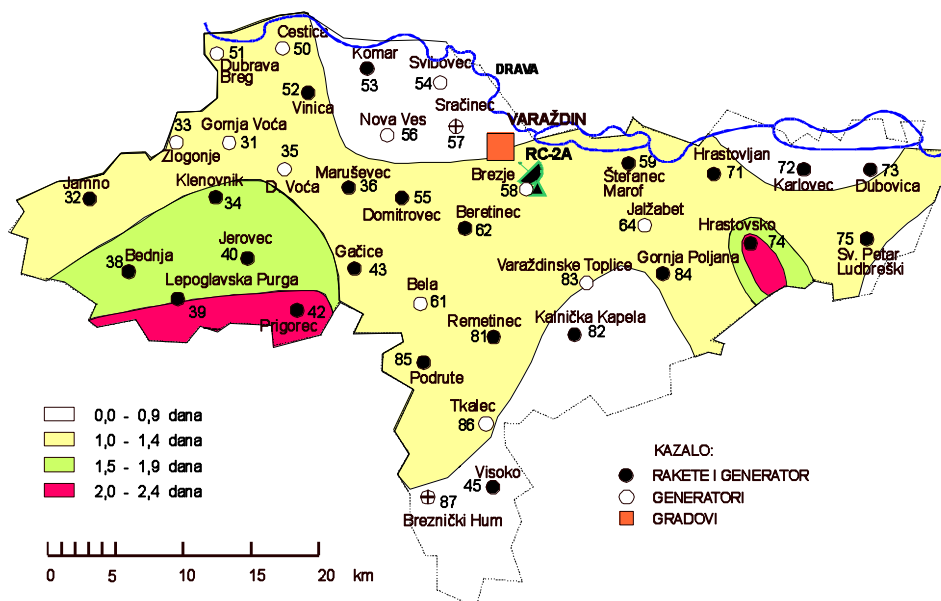 Cestica
50
51
Dubrava
Breg
Komar
53
Svibovec
54
DRAVA
52
Vinica
Sračinec
57
Nova Ves
56
VARAŽDIN
33
Zlogonje
Gornja Voća
31
35
D. Voća
RC-2A
Brezje
58
59
Štefanec
Marof
Hrastovljan
71
72
Karlovec
73
Dubovica
Jamno
32
Klenovnik
34
Maruševec
36
55
Domitrovec
Beretinec
62
Jalžabet
64
Hrastovsko
74
75
Sv. Petar
Ludbreški
38
Bednja
Jerovec
40
Gačice
43
Varaždinske Toplice
83
Gornja Poljana
84
Lepoglavska Purga
39
42
Prigorec
Bela
61
Remetinec
81
Kalnička Kapela
82
85
Podrute
Tkalec
86
Visoko
45
87
Breznički Hum
0,0 - 0,9 dana
1,0 - 1,4 dana
1,5 - 1,9 dana
2,0 - 2,4 dana
KAZALO:
RAKETE I GENERATOR
GENERATORI
GRADOVI
0 5 10 15 20 km